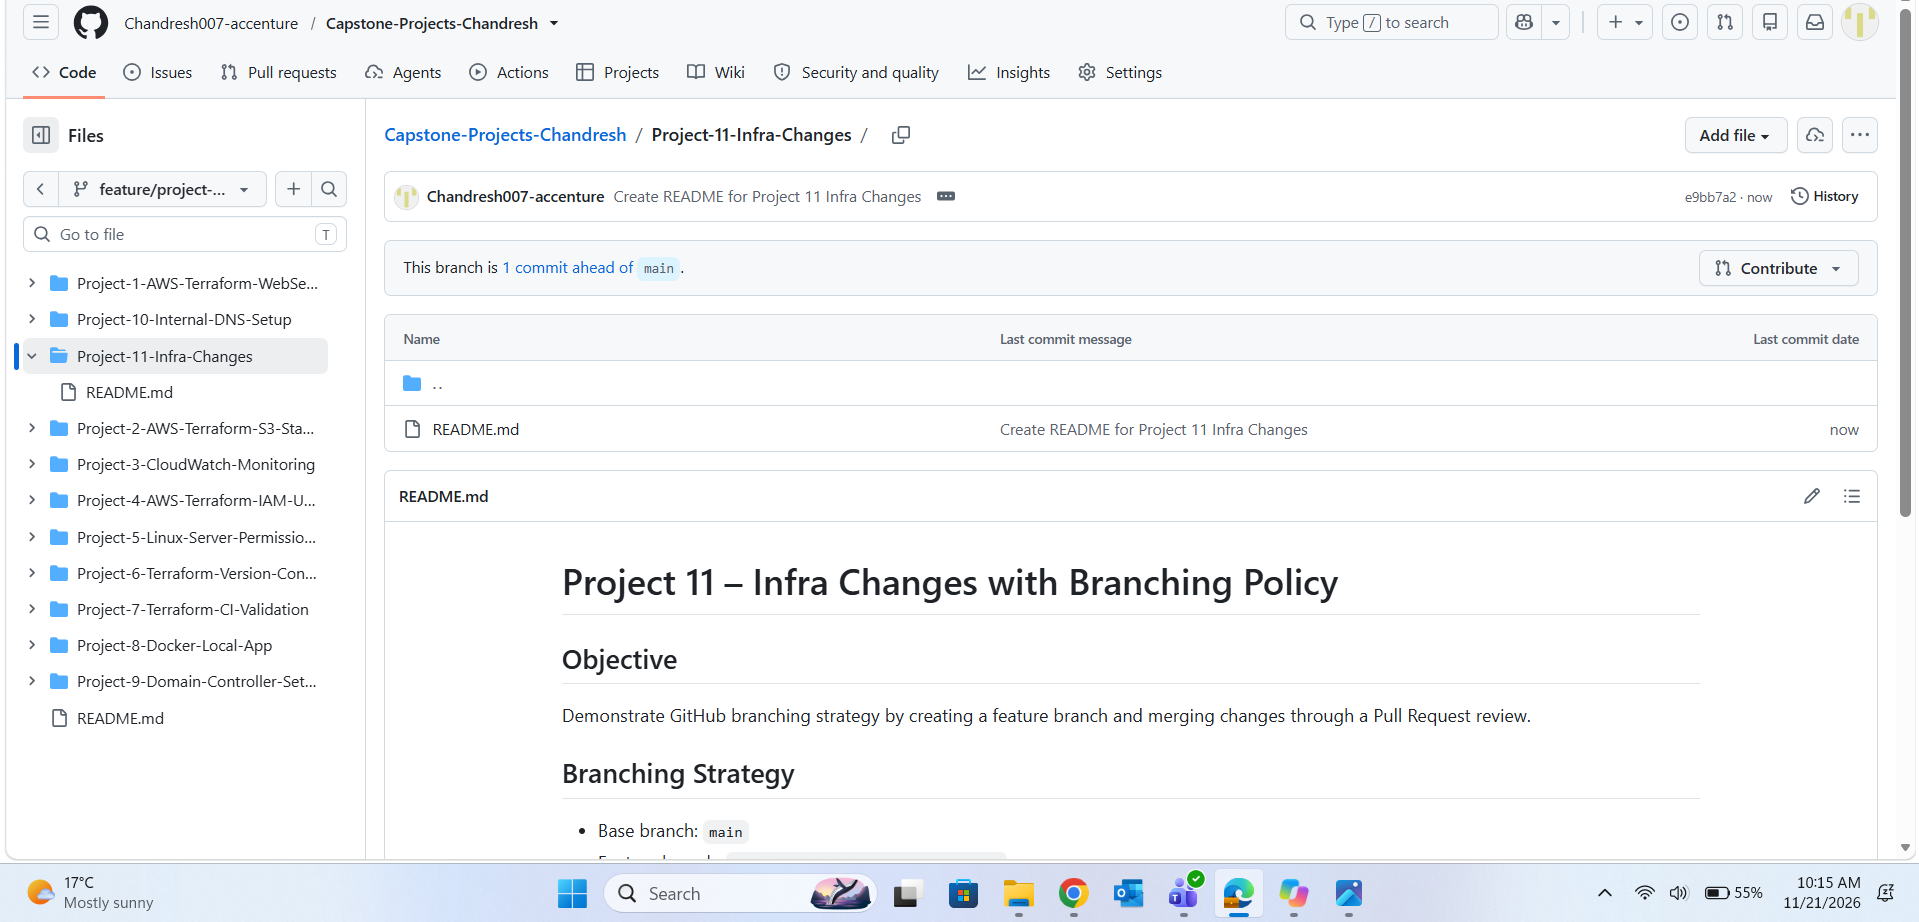 Chandresh007-accenture / Capstone-Projects-Chandresh
Type / to search
Code
Issues
Pull requests
Agents
Actions
Projects
Wiki
Security and quality
Insights
Settings
Files
feature/project-...
Go to file
T
Project-1-AWS-Terraform-WebSe...
Project-10-Internal-DNS-Setup
Project-11-Infra-Changes
README.md
Project-2-AWS-Terraform-S3-Sta...
Project-3-CloudWatch-Monitoring
Project-4-AWS-Terraform-IAM-U...
Project-5-Linux-Server-Permissio...
Project-6-Terraform-Version-Con...
Project-7-Terraform-CI-Validation
Project-8-Docker-Local-App
Project-9-Domain-Controller-Set...
README.md
Capstone-Projects-Chandresh / Project-11-Infra-Changes /
Add file
Chandresh007-accenture Create README for Project 11 Infra Changes
e9bb7a2 · now
History
This branch is 1 commit ahead of main .
Contribute
Name Last commit message Last commit date
..
README.md Create README for Project 11 Infra Changes now
README.md
Project 11 – Infra Changes with Branching Policy
Objective
Demonstrate GitHub branching strategy by creating a feature branch and merging changes through a Pull Request review.
Branching Strategy
• Base branch: main
17°C
Mostly sunny
Search
55%
10:15 AM
11/21/2026